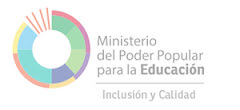 Ministerio
del Poder Popular
para la Educación
Inclusión y Calidad